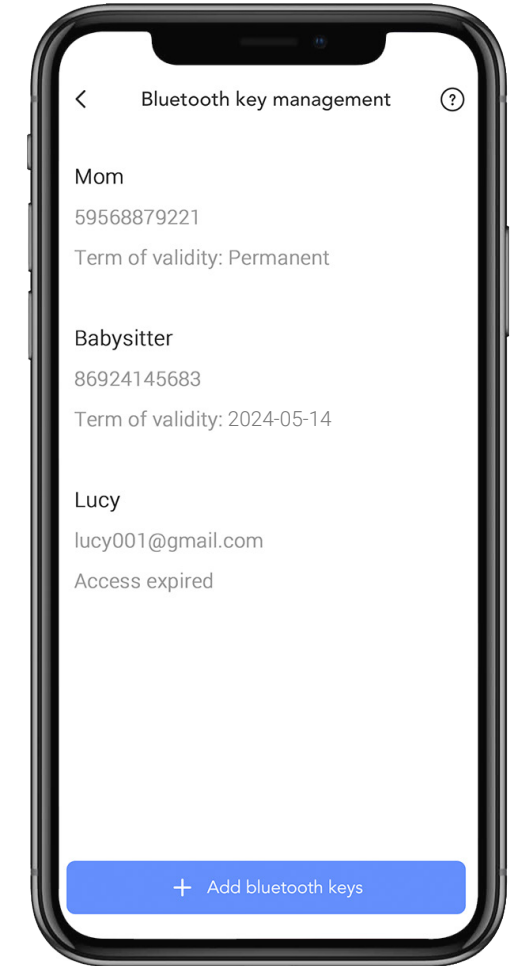 Bluetooth key management
?
Mom
59568879221
Term of validity: Permanent
Babysitter
86924145683
Term of validity: 2024-05-14
Lucy
lucy001@gmail.com
Access expired
+ Add bluetooth keys